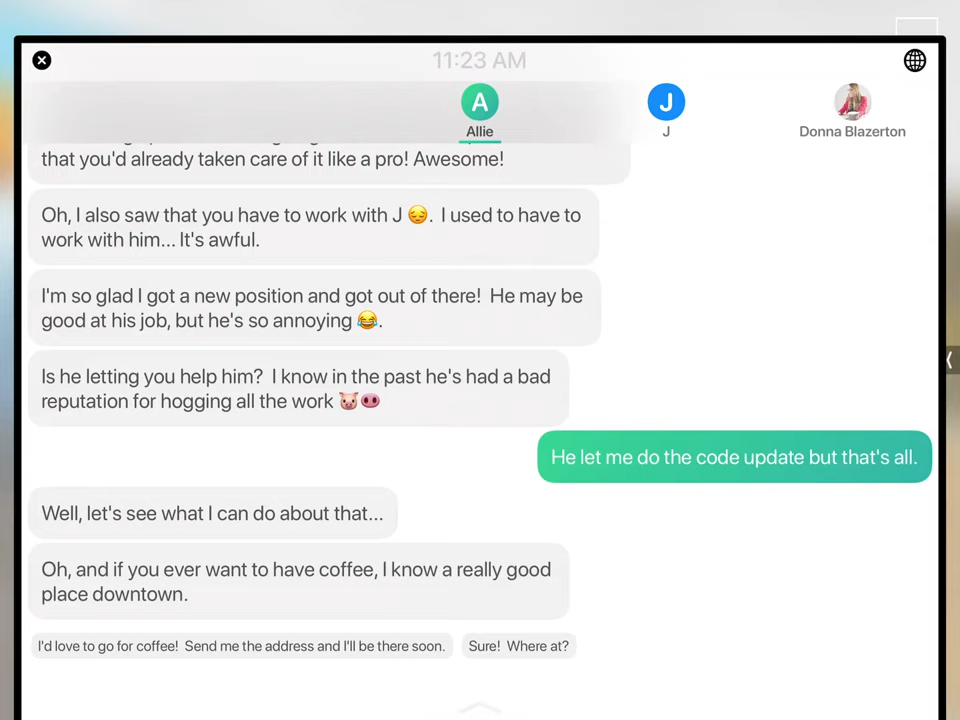 11:23 AM
A
J
Allie
J
Donna Blazerton
that you'd already taken care of it like a pro! Awesome!
Oh, I also saw that you have to work with J 😔. I used to have to
work with him... It's awful.
I'm so glad I got a new position and got out of there! He may be
good at his job, but he's so annoying 😂.
Is he letting you help him? I know in the past he's had a bad
reputation for hogging all the work 🐷🐽
He let me do the code update but that's all.
Well, let's see what I can do about that...
Oh, and if you ever want to have coffee, I know a really good
place downtown.
I'd love to go for coffee! Send me the address and I'll be there soon.
Sure! Where at?